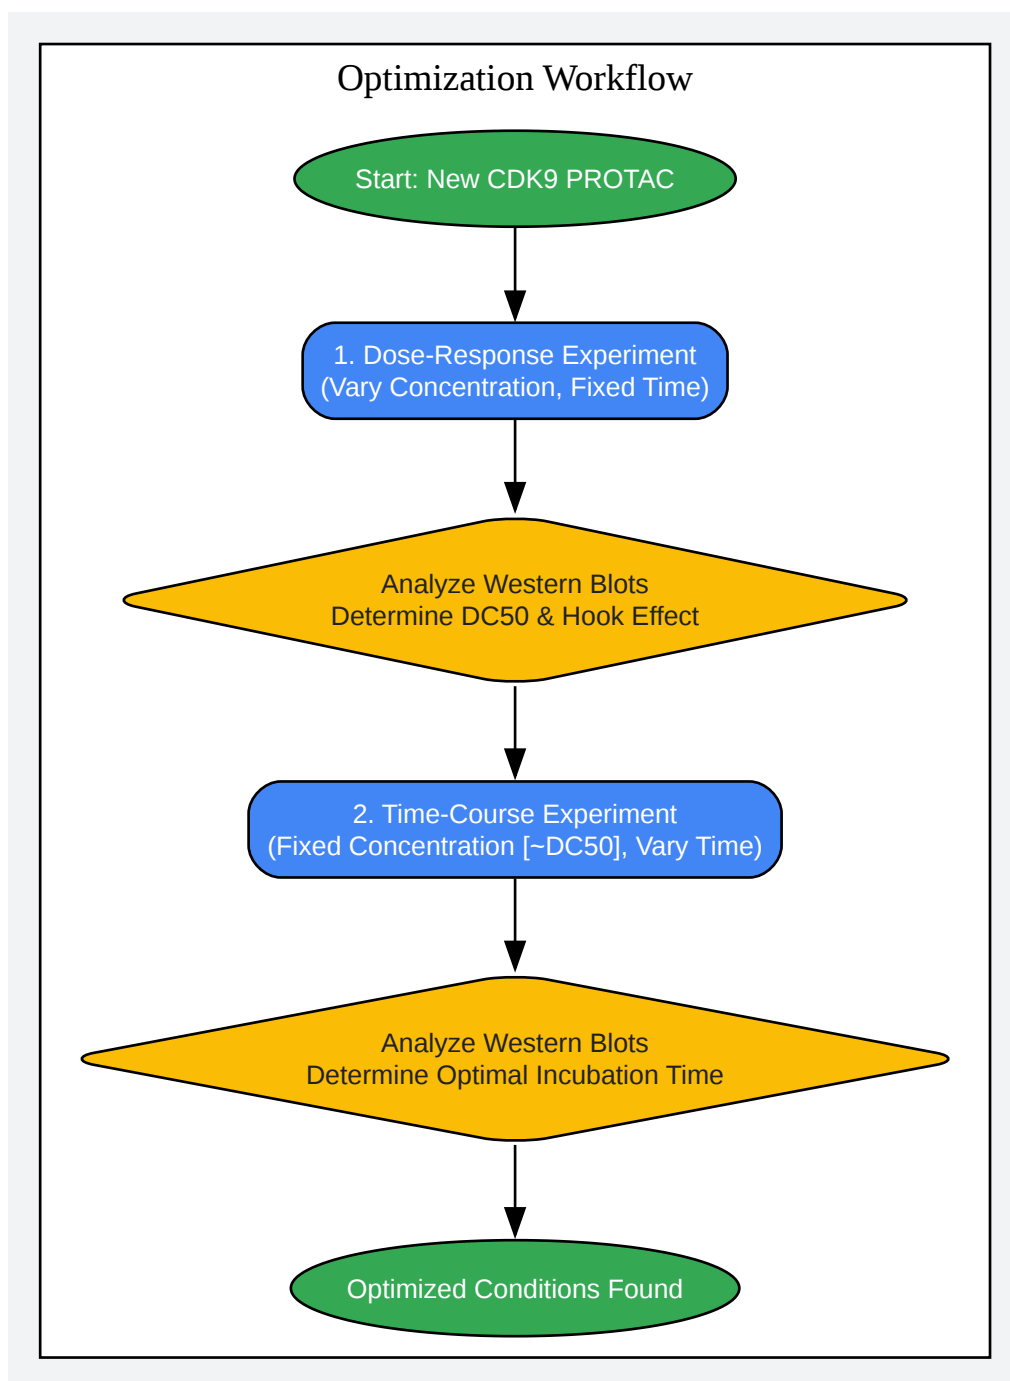 Optimization Workflow
Start: New CDK9 PROTAC
1. Dose-Response Experiment
(Vary Concentration, Fixed Time)
Analyze Western Blots
Determine DC50 & Hook Effect
2. Time-Course Experiment
(Fixed Concentration [~DC50], Vary Time)
Analyze Western Blots
Determine Optimal Incubation Time
Optimized Conditions Found